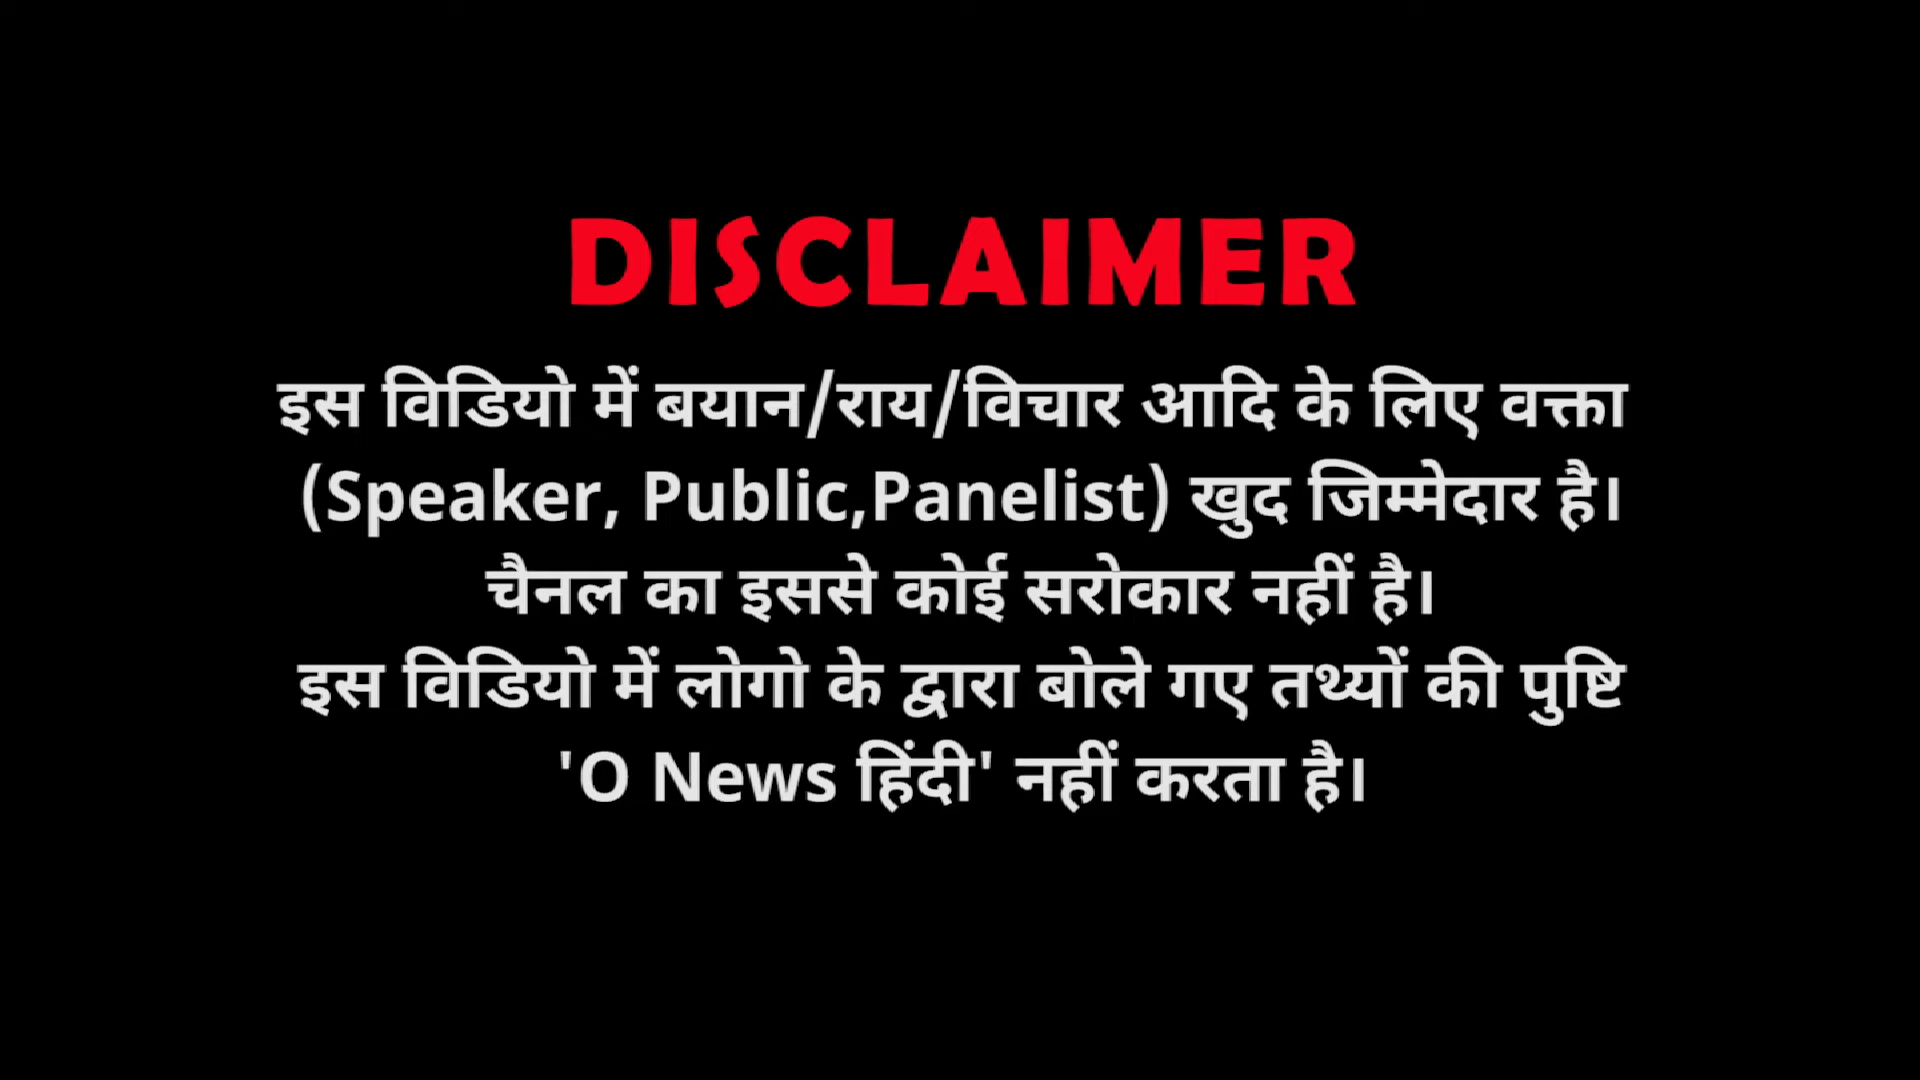 DISCLAIMER
इस विडियो में बयान/राय/विचार आदि के लिए वक्ता
(Speaker, Public,Panelist) खुद जिम्मेदार है।
चैनल का इससे कोई सरोकार नहीं है।
इस विडियो में लोगो के द्वारा बोले गए तथ्यों की पुष्टि
'O News हिंदी' नहीं करता है।